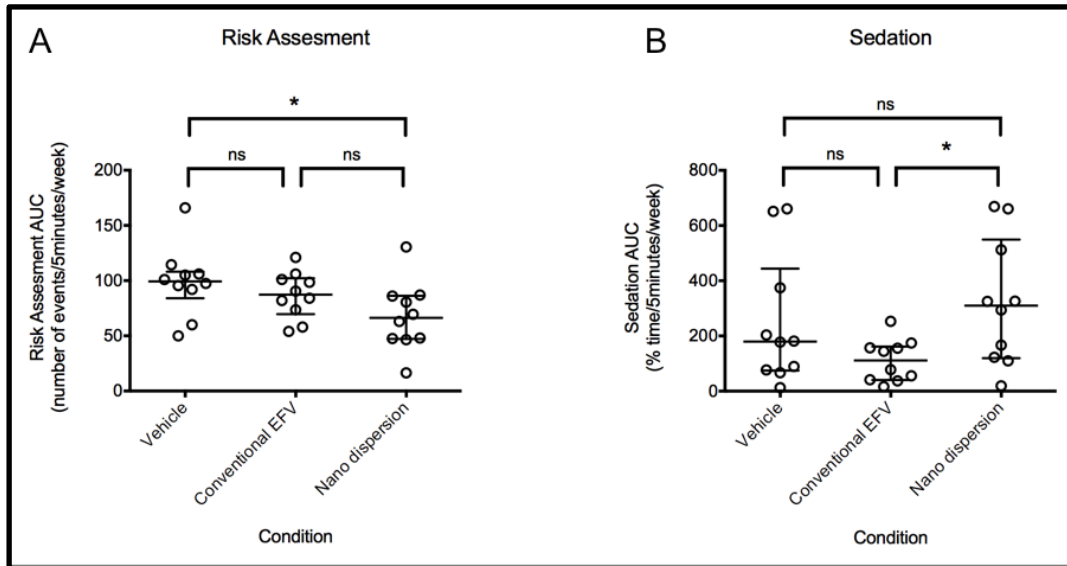 A
Risk Assesment
*
ns
ns
Risk Assesment AUC
(number of events/5minutes/week)
200
150
100
50
0
Vehicle
Conventional EFV
Nano dispersion
Condition
B
Sedation
ns
ns
*
Sedation AUC
(% time/5minutes/week)
800
600
400
200
0
Vehicle
Conventional EFV
Nano dispersion
Condition